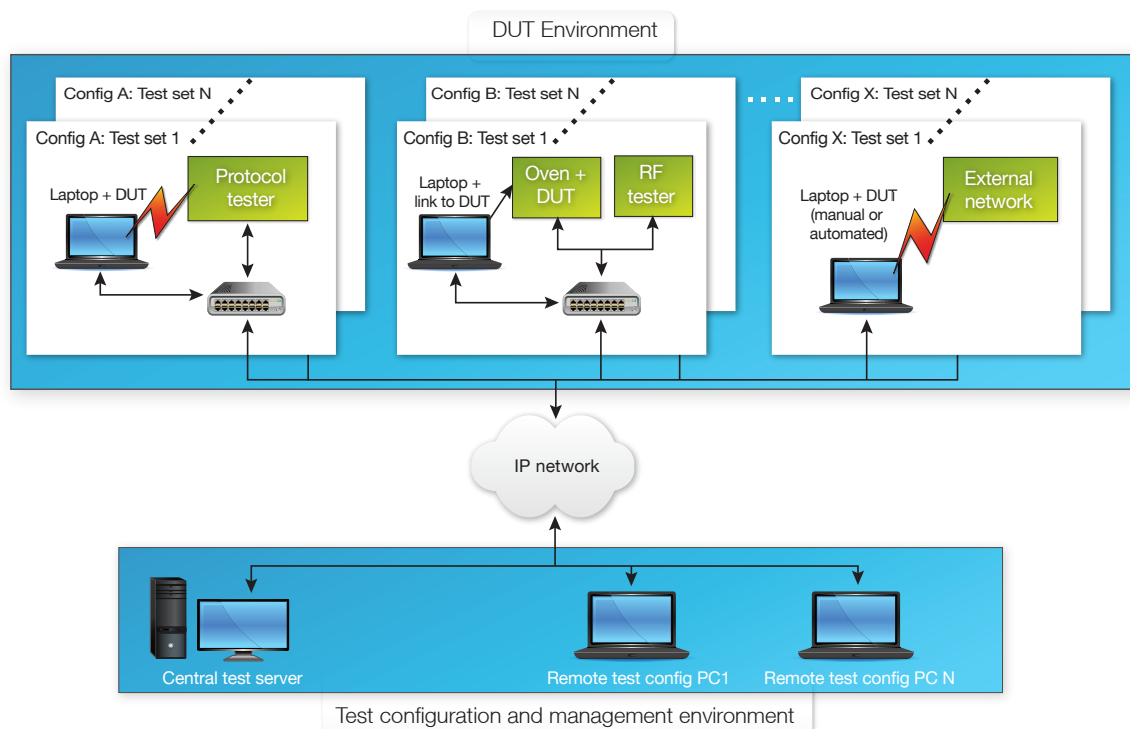 DUT Environment
Config A: Test set N
Config A: Test set 1
Laptop + DUT
Protocol
tester
Config B: Test set N
Config B: Test set 1
Laptop +
link to DUT
Oven +
DUT
RF
tester
Config X: Test set N
Config X: Test set 1
Laptop + DUT
(manual or
automated)
External
network
IP network
Central test server
Remote test config PC1
Remote test config PC N
Test configuration and management environment